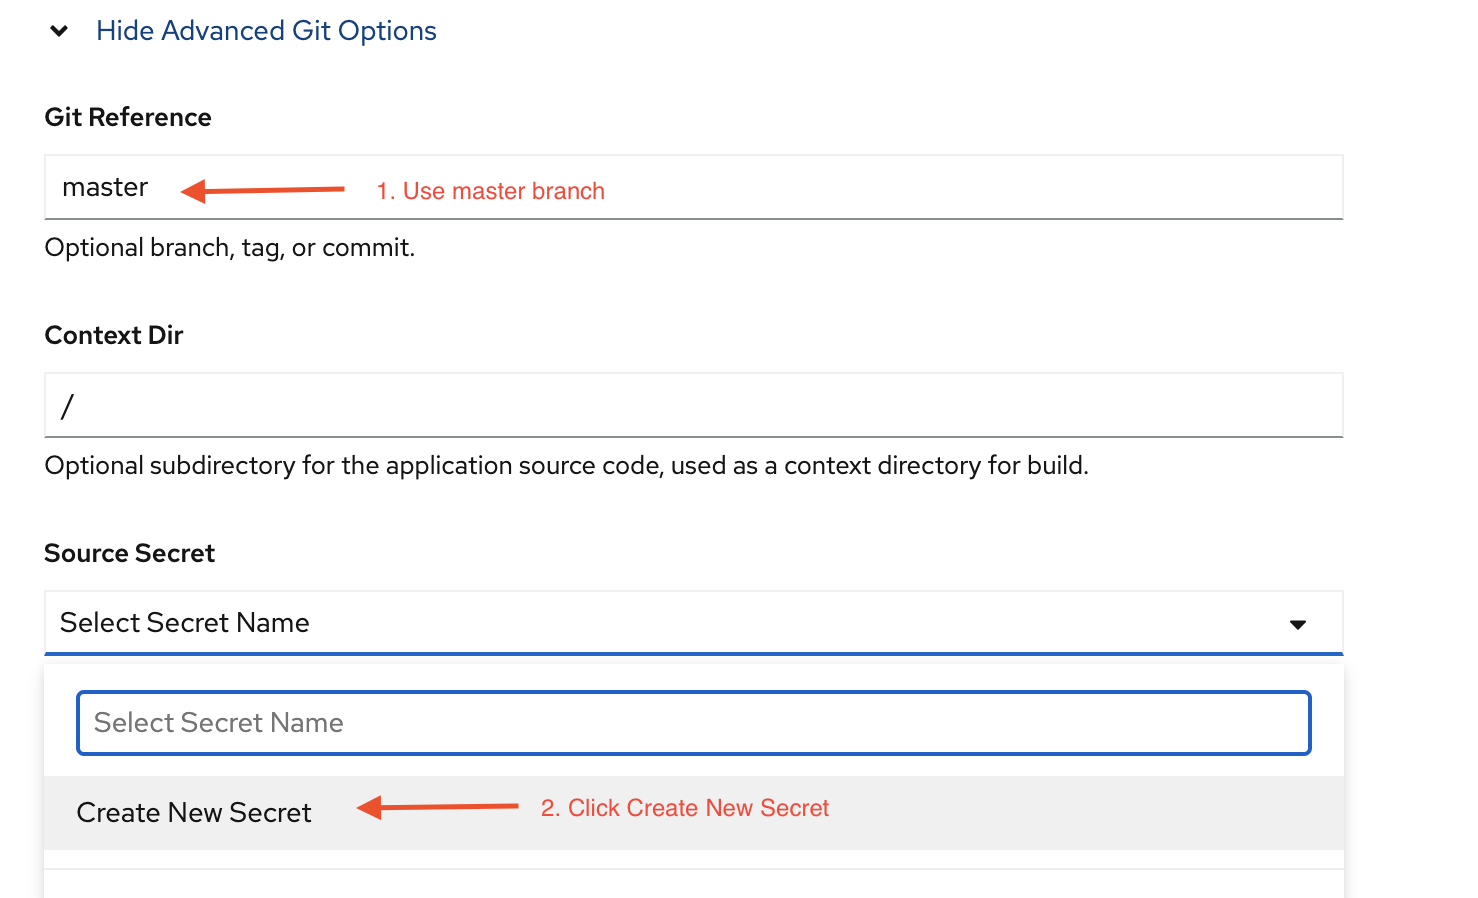 Hide Advanced Git Options
Git Reference
master
1. Use master branch
Optional branch, tag, or commit.
Context Dir
/
Optional subdirectory for the application source code, used as a context directory for build.
Source Secret
Select Secret Name
Select Secret Name
Create New Secret
2. Click Create New Secret